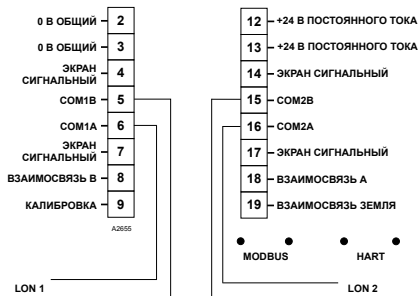 0 В ОБЩИЙ 2
0 В ОБЩИЙ 3
ЭКРАН
СИГНАЛЬНЫЙ 4
COM1B 5
COM1A 6
ЭКРАН
СИГНАЛЬНЫЙ 7
ВЗАИМОСВЯЗЬ B 8
КАЛИБРОВКА 9
A2655
LON 1
12 +24 В ПОСТОЯННОГО ТОКА
13 +24 В ПОСТОЯННОГО ТОКА
14 ЭКРАН СИГНАЛЬНЫЙ
15 COM2B
16 COM2A
17 ЭКРАН СИГНАЛЬНЫЙ
18 ВЗАИМОСВЯЗЬ A
19 ВЗАИМОСВЯЗЬ ЗЕМЛЯ
MODBUS HART
LON 2